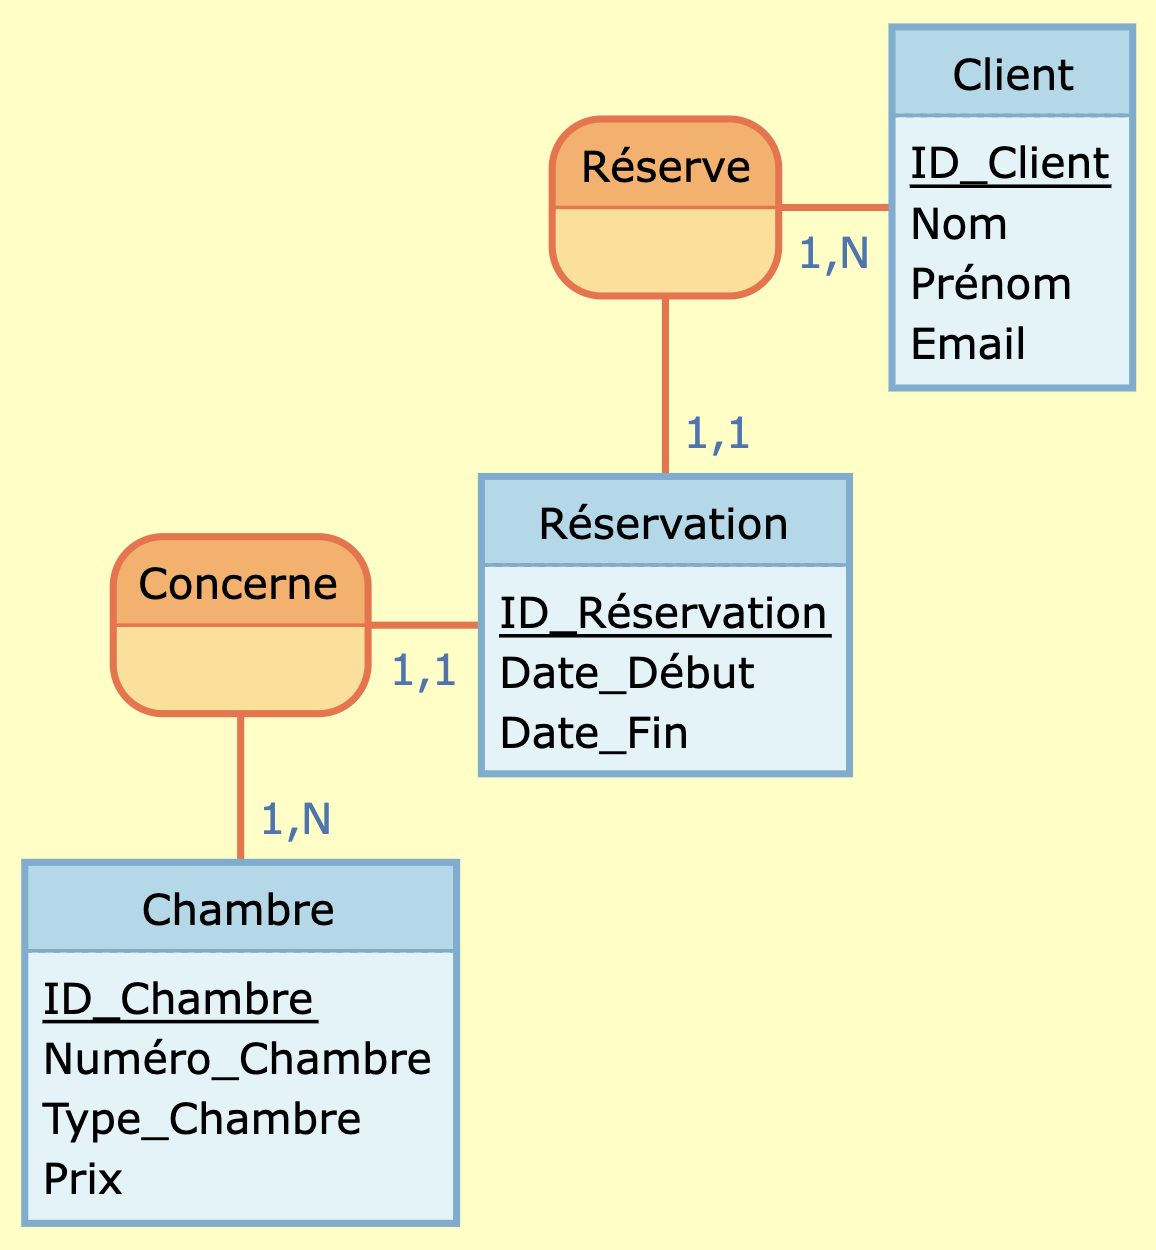 Client
ID_Client
Nom
Prénom
Email
Réserve
1,N
1,1
Réservation
ID_Réservation
Date_Début
Date_Fin
Concerne
1,1
1,N
Chambre
ID_Chambre
Numéro_Chambre
Type_Chambre
Prix